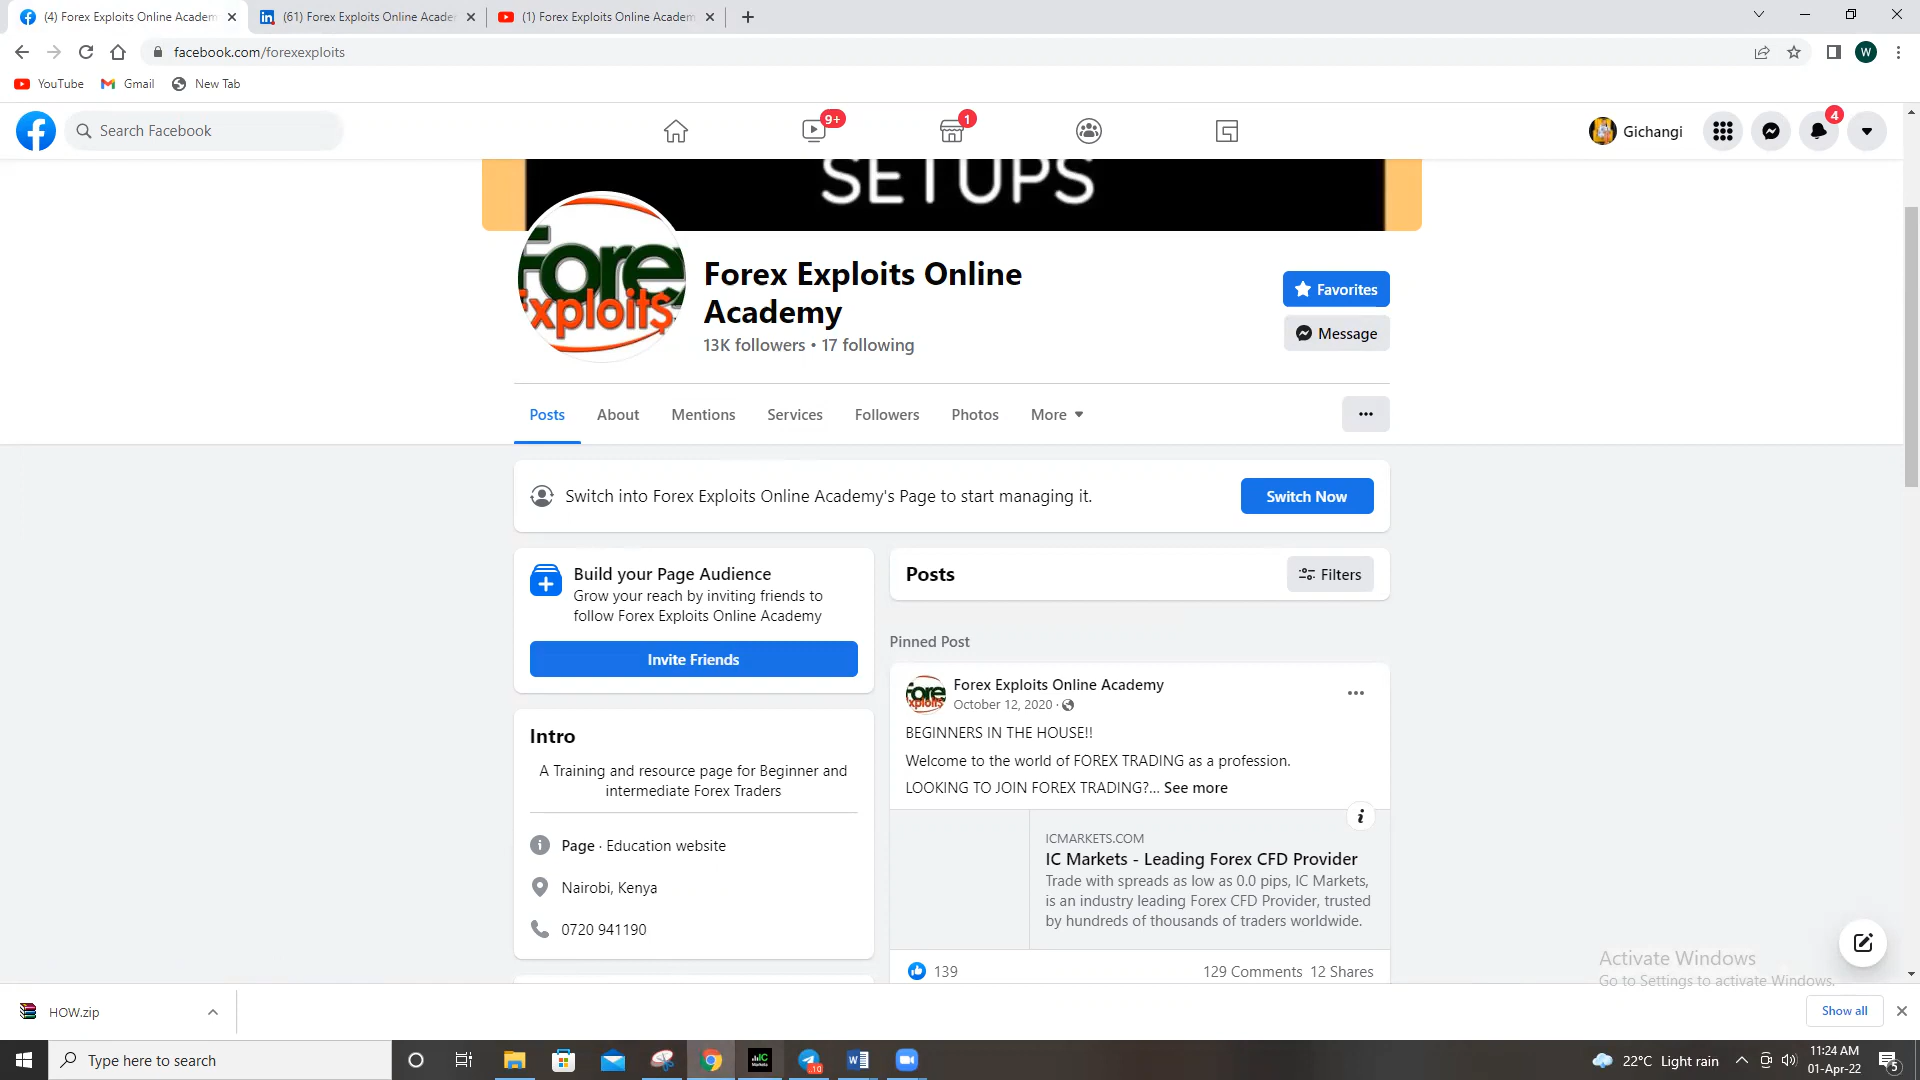 (4) Forex Exploits Online Academ
(61) Forex Exploits Online Acade
(1) Forex Exploits Online Academ
facebook.com/forexexploits
W
YouTube
Gmail
New Tab
Search Facebook
9+
1
Gichangi
4
SETUPS
Fore
Exploits
Forex Exploits Online
Academy
13K followers • 17 following
Favorites
Message
Posts
About
Mentions
Services
Followers
Photos
More
Switch into Forex Exploits Online Academy's Page to start managing it.
Switch Now
Build your Page Audience
Grow your reach by inviting friends to
follow Forex Exploits Online Academy
Invite Friends
Posts
Filters
Pinned Post
Forex Exploits Online Academy
October 12, 2020 ·
BEGINNERS IN THE HOUSE!!
Welcome to the world of FOREX TRADING as a profession.
LOOKING TO JOIN FOREX TRADING?... See more
Intro
A Training and resource page for Beginner and
intermediate Forex Traders
Page · Education website
Nairobi, Kenya
0720 941190
ICMARKETS.COM
IC Markets - Leading Forex CFD Provider
Trade with spreads as low as 0.0 pips, IC Markets,
is an industry leading Forex CFD Provider, trusted
by hundreds of thousands of traders worldwide.
139
129 Comments 12 Shares
Activate Windows
Go to Settings to activate Windows.
HOW.zip
Show all
Type here to search
22°C Light rain
11:24 AM
01-Apr-22
5